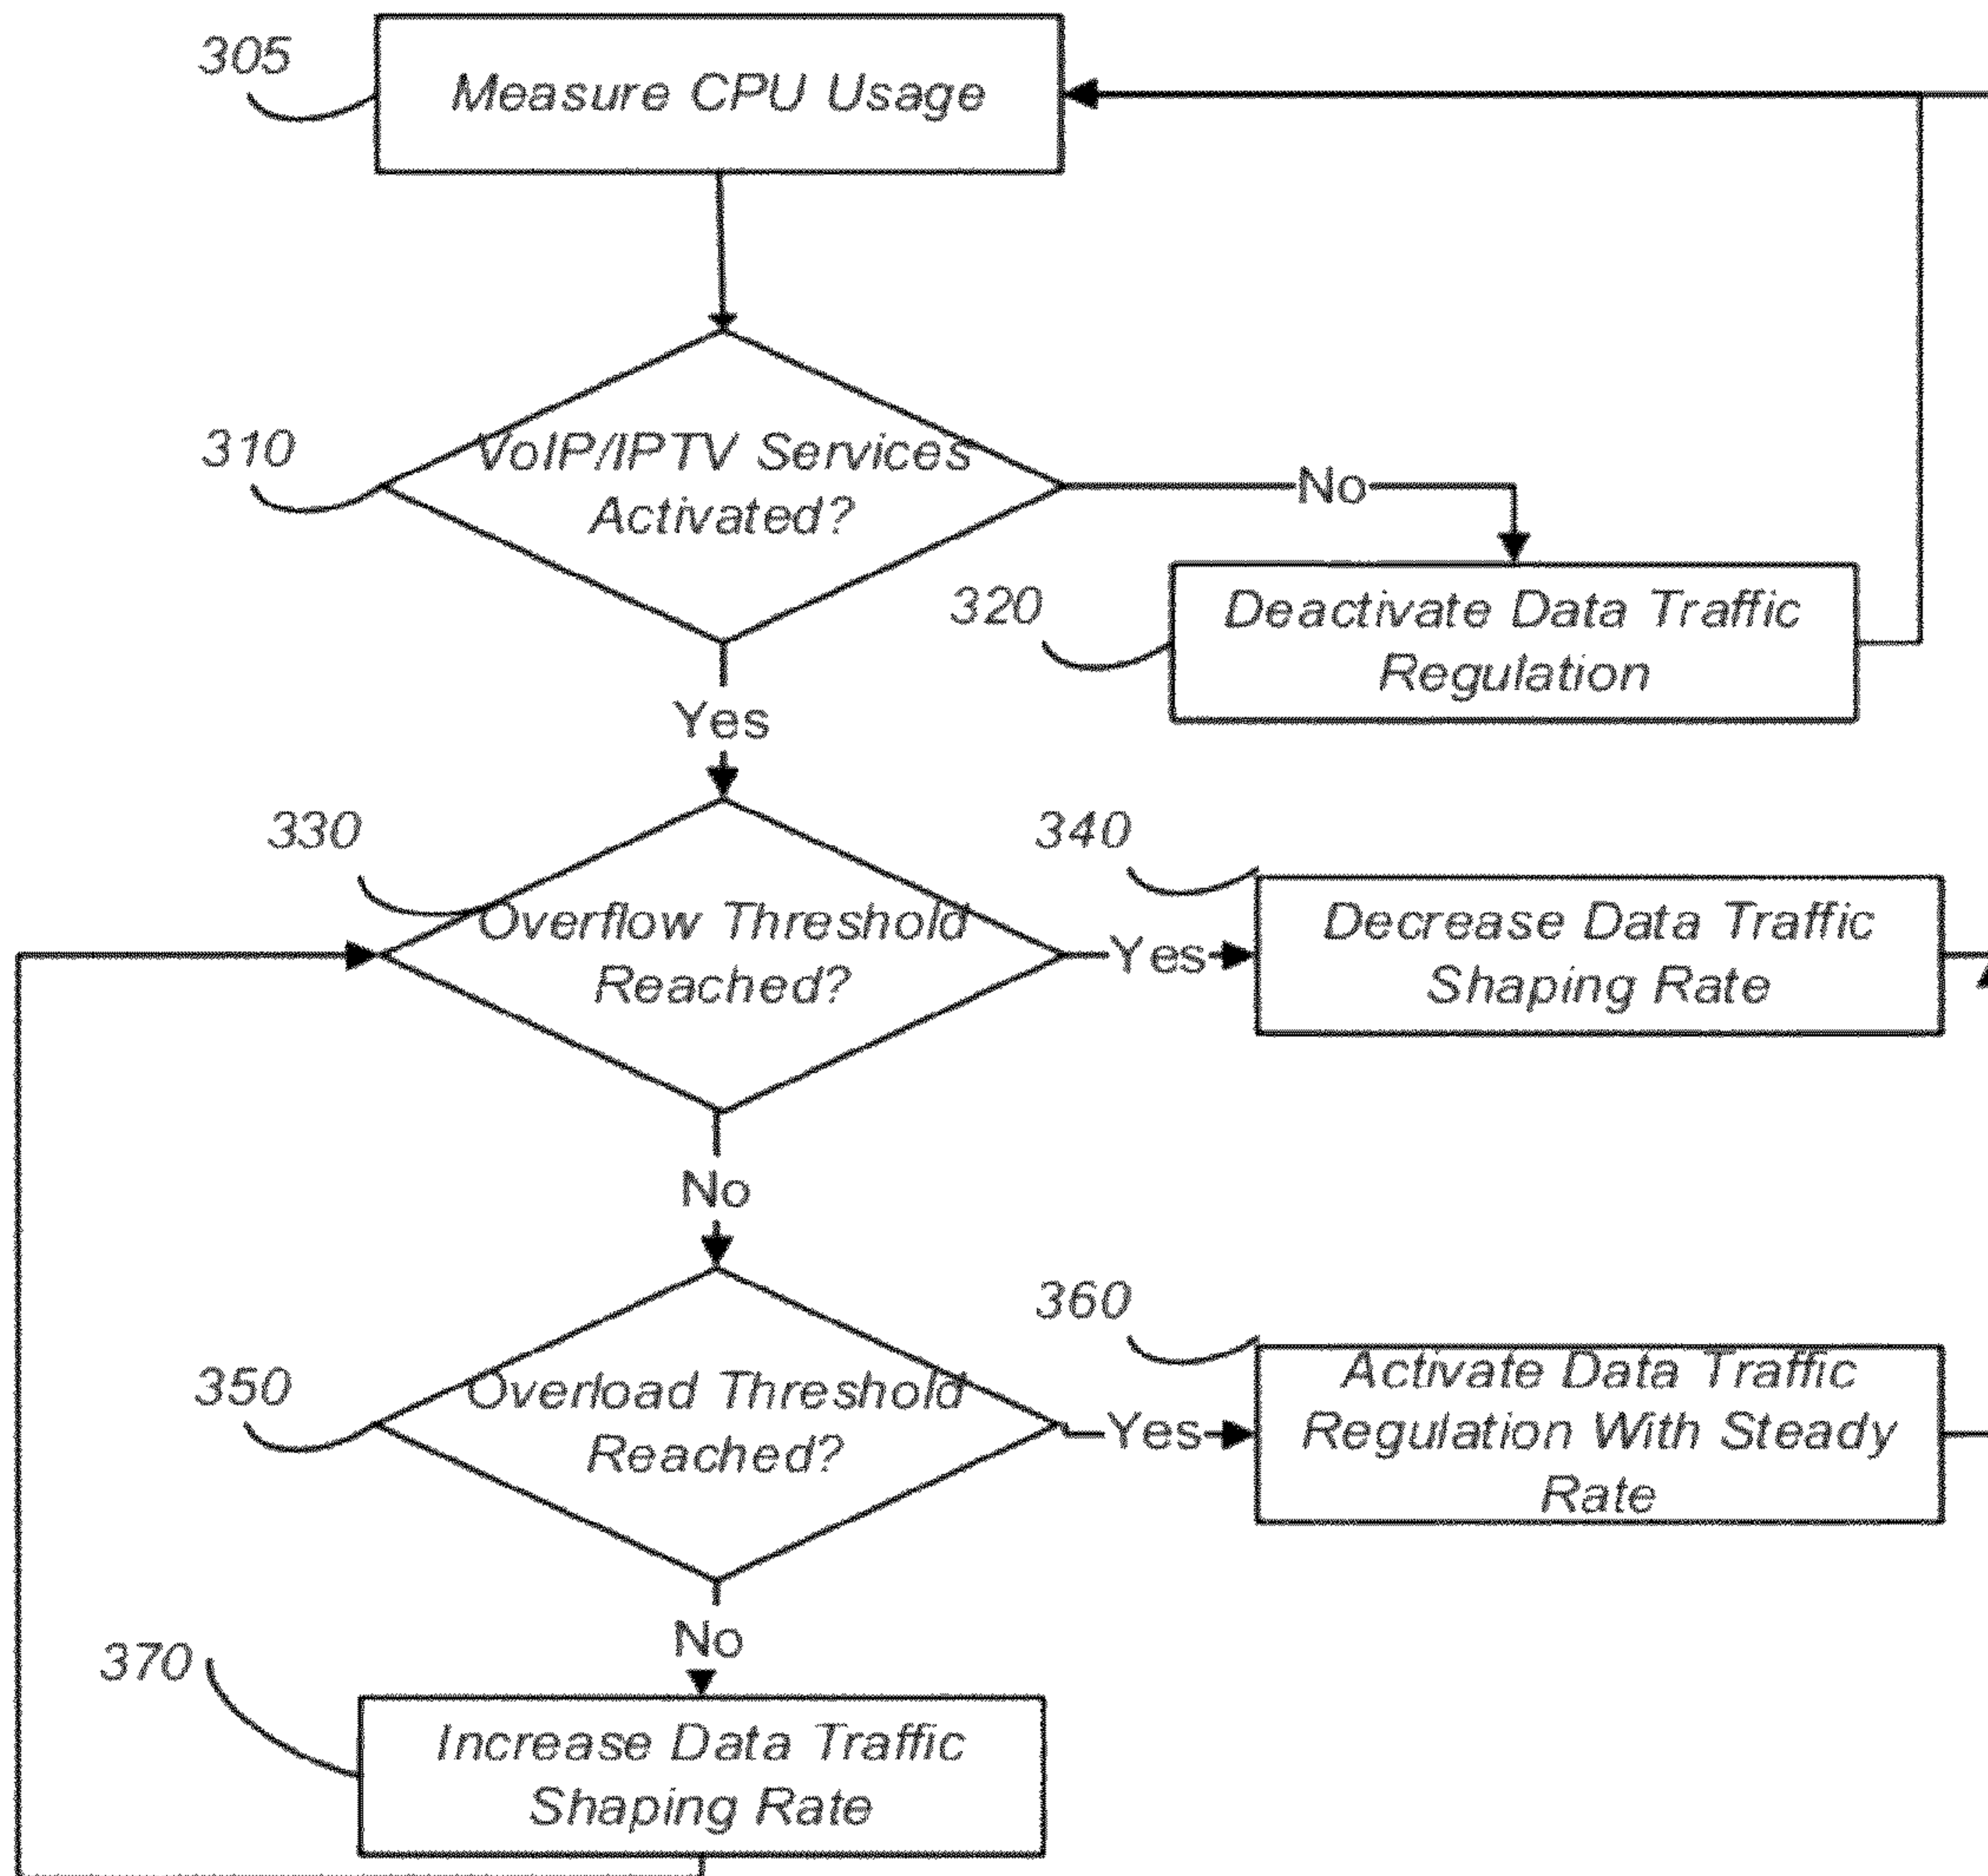 305
Measure CPU Usage
310
VoIP/IPTV Services
Activated?
No
320
Deactivate Data Traffic
Regulation
Yes
330
Overflow Threshold
Reached?
Yes
340
Decrease Data Traffic
Shaping Rate
No
350
Overload Threshold
Reached?
Yes
360
Activate Data Traffic
Regulation With Steady
Rate
No
370
Increase Data Traffic
Shaping Rate